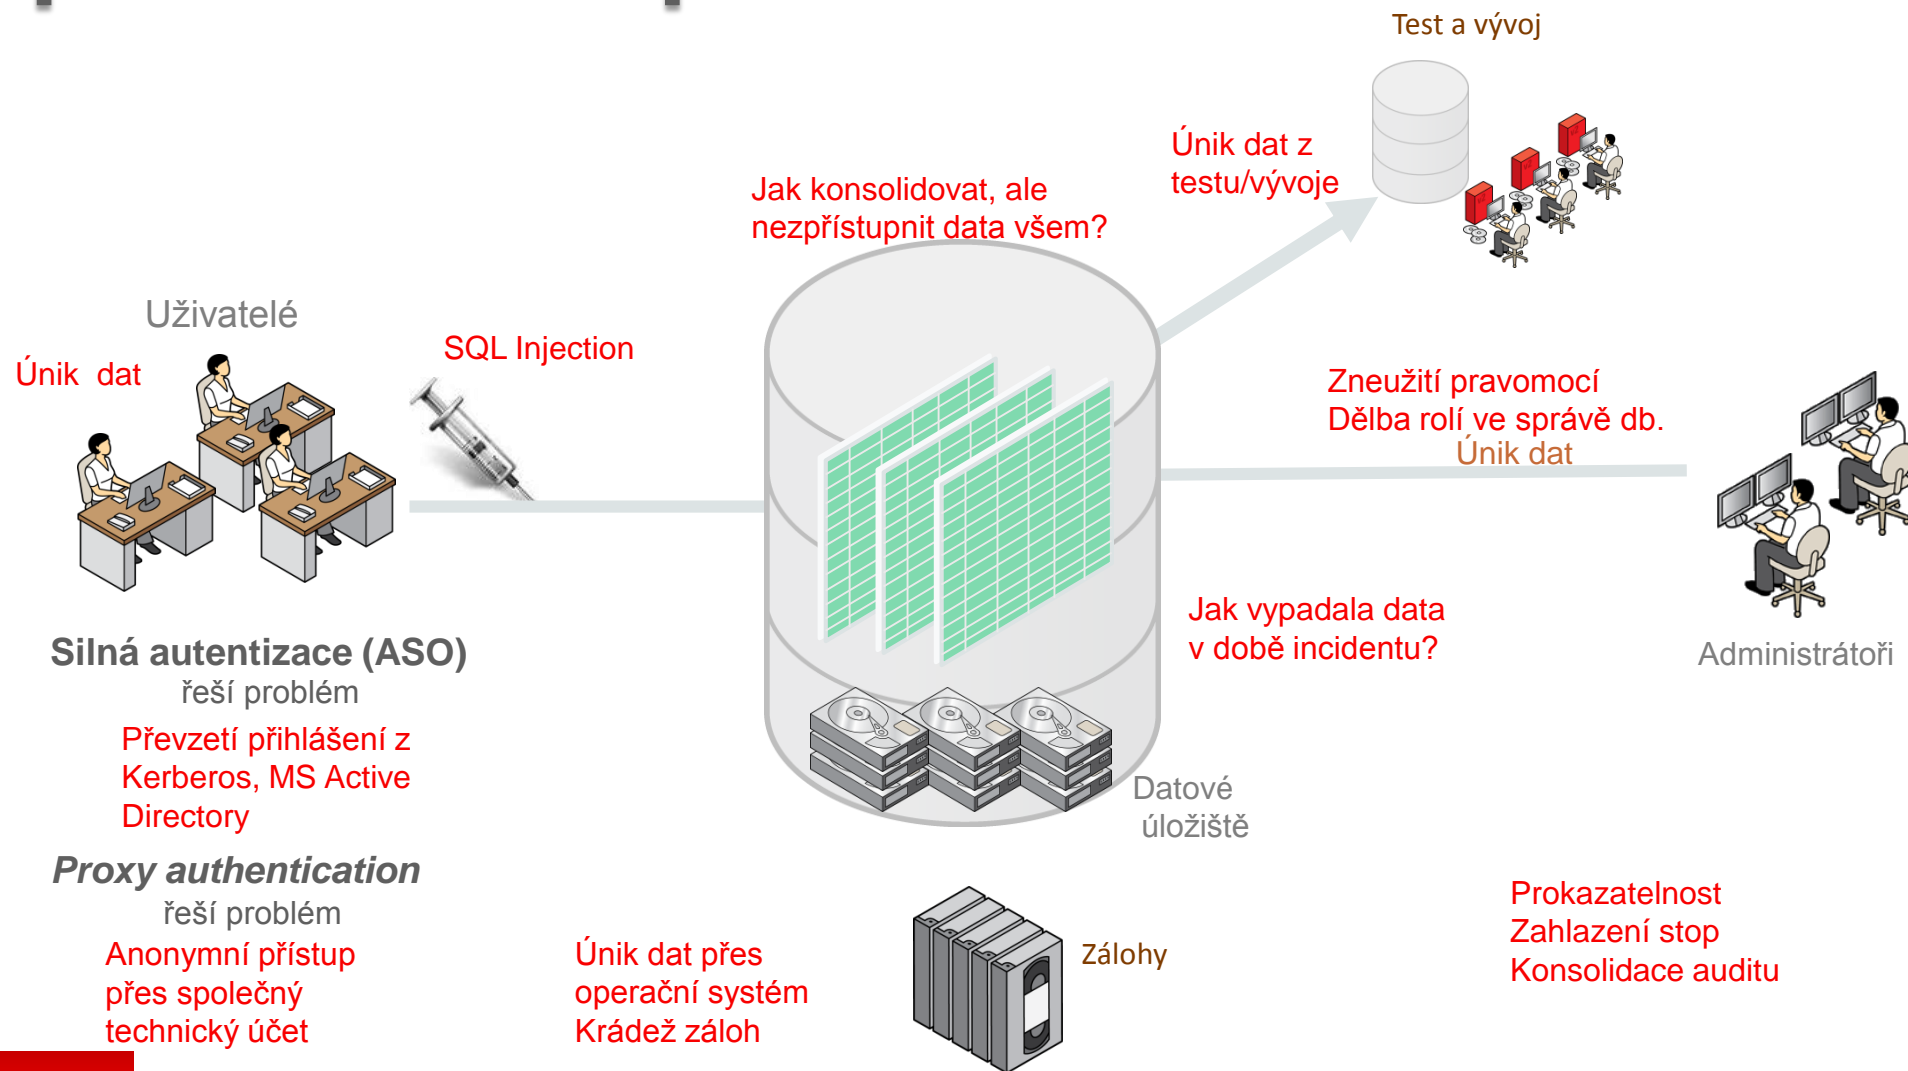 Test a vývoj
Únik dat z
testu/vývoje
Jak konsolidovat, ale
nezpřístupnit data všem?
Uživatelé
Únik dat
SQL Injection
Zneužití pravomocí
Dělba rolí ve správě db.
Únik dat
Jak vypadala data
v době incidentu?
Administrátoři
Silná autentizace (ASO)
řeší problém
Převzetí přihlášení z
Kerberos, MS Active
Directory
Datové
úložiště
Proxy authentication
řeší problém
Anonymní přístup
přes společný
technický účet
Únik dat přes
operační systém
Krádež záloh
Zálohy
Prokazatelnost
Zahlazení stop
Konsolidace auditu